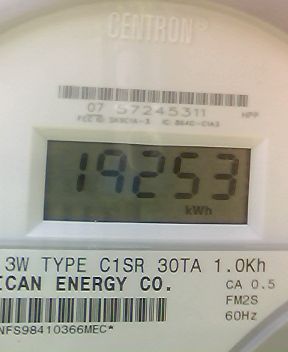 CENTRON®
07 57245311 HPP
19253
kWh
3W TYPE C1SR 30TA 1.0Kh
ICAN ENERGY CO. CA 0.5
FM2S
NFS98410366MEC* 60Hz